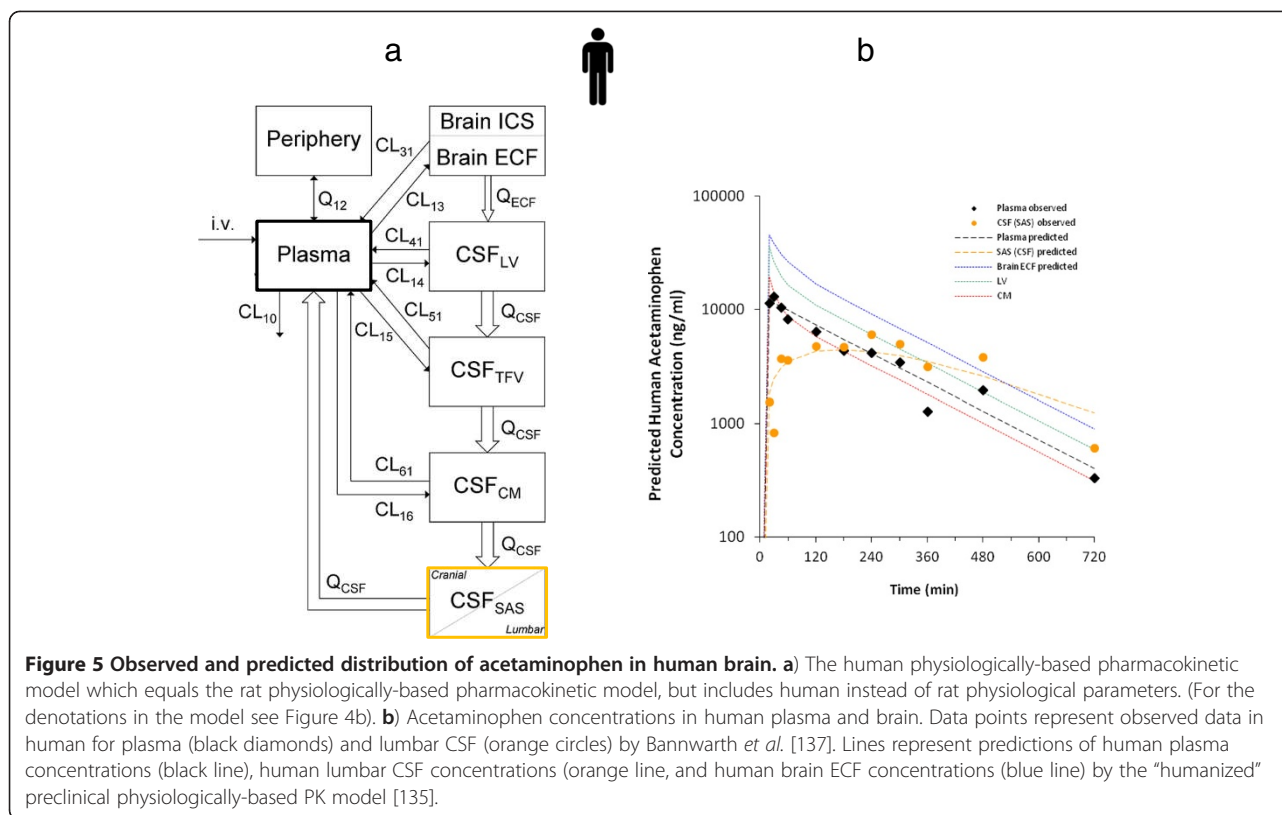 a
b
Periphery
Brain ICS
Brain ECF
CL31
CL13
Q12
QECF
i.v.
Plasma
CL41
CL14
CSFLV
CL10
CL51
CL15
QCSF
CSFTFV
QCSF
CL61
CL16
CSFCM
QCSF
QCSF
Cranial
CSFSAS
Lumbar
Predicted Human Acetaminophen
Concentration (ng/ml)
100000
10000
1000
100
0 120 240 360 480 600 720
Time (min)
Plasma observed
CSF (SAS) observed
Plasma predicted
SAS (CSF) predicted
Brain ECF predicted
LV
CM
Figure 5 Observed and predicted distribution of acetaminophen in human brain. a) The human physiologically-based pharmacokinetic
model which equals the rat physiologically-based pharmacokinetic model, but includes human instead of rat physiological parameters. (For the
denotations in the model see Figure 4b). b) Acetaminophen concentrations in human plasma and brain. Data points represent observed data in
human for plasma (black diamonds) and lumbar CSF (orange circles) by Bannwarth et al. [137]. Lines represent predictions of human plasma
concentrations (black line), human lumbar CSF concentrations (orange line, and human brain ECF concentrations (blue line) by the “humanized”
preclinical physiologically-based PK model [135].